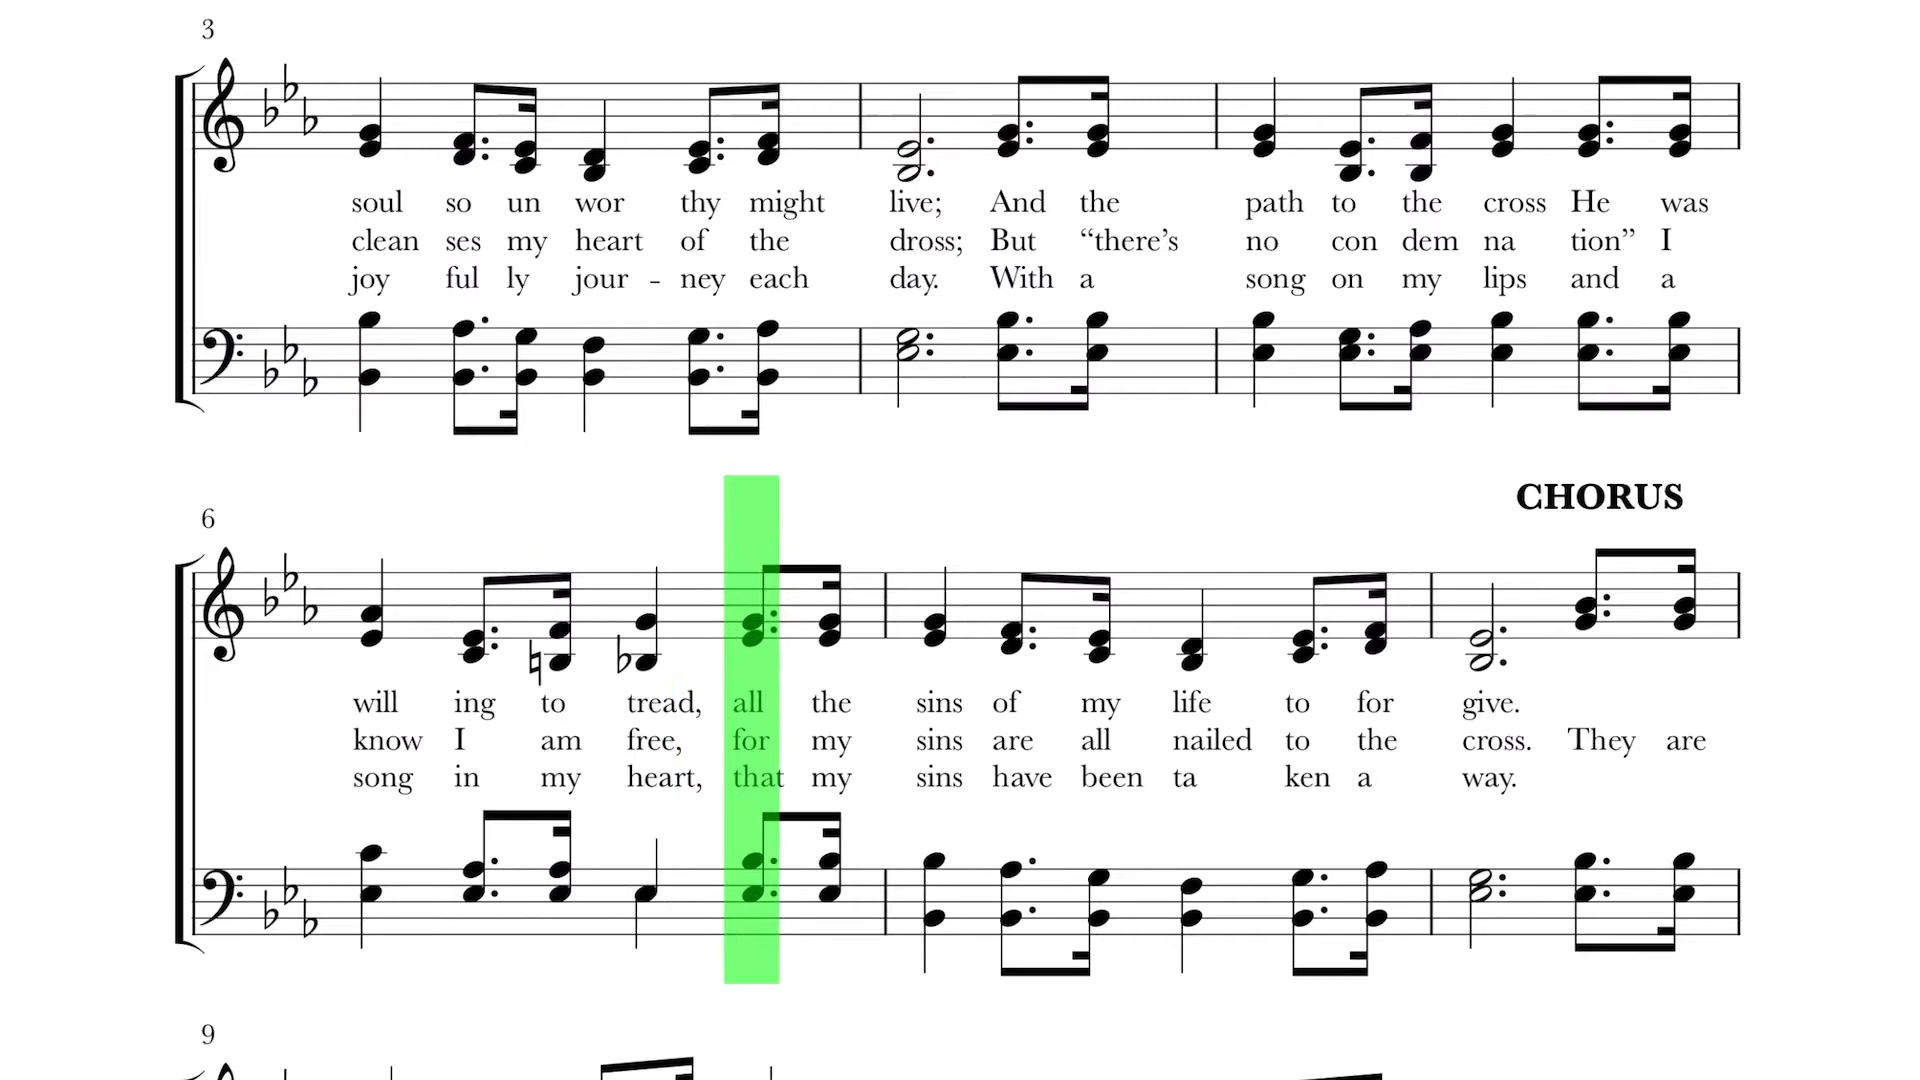 3
soul so un wor thy might live; And the path to the cross He was
clean ses my heart of the dross; But “there’s no con dem na tion” I
joy ful ly jour - ney each day. With a song on my lips and a
CHORUS
6
will ing to tread, all the sins of my life to for give.
know I am free, for my sins are all nailed to the cross. They are
song in my heart, that my sins have been ta ken a way.
9